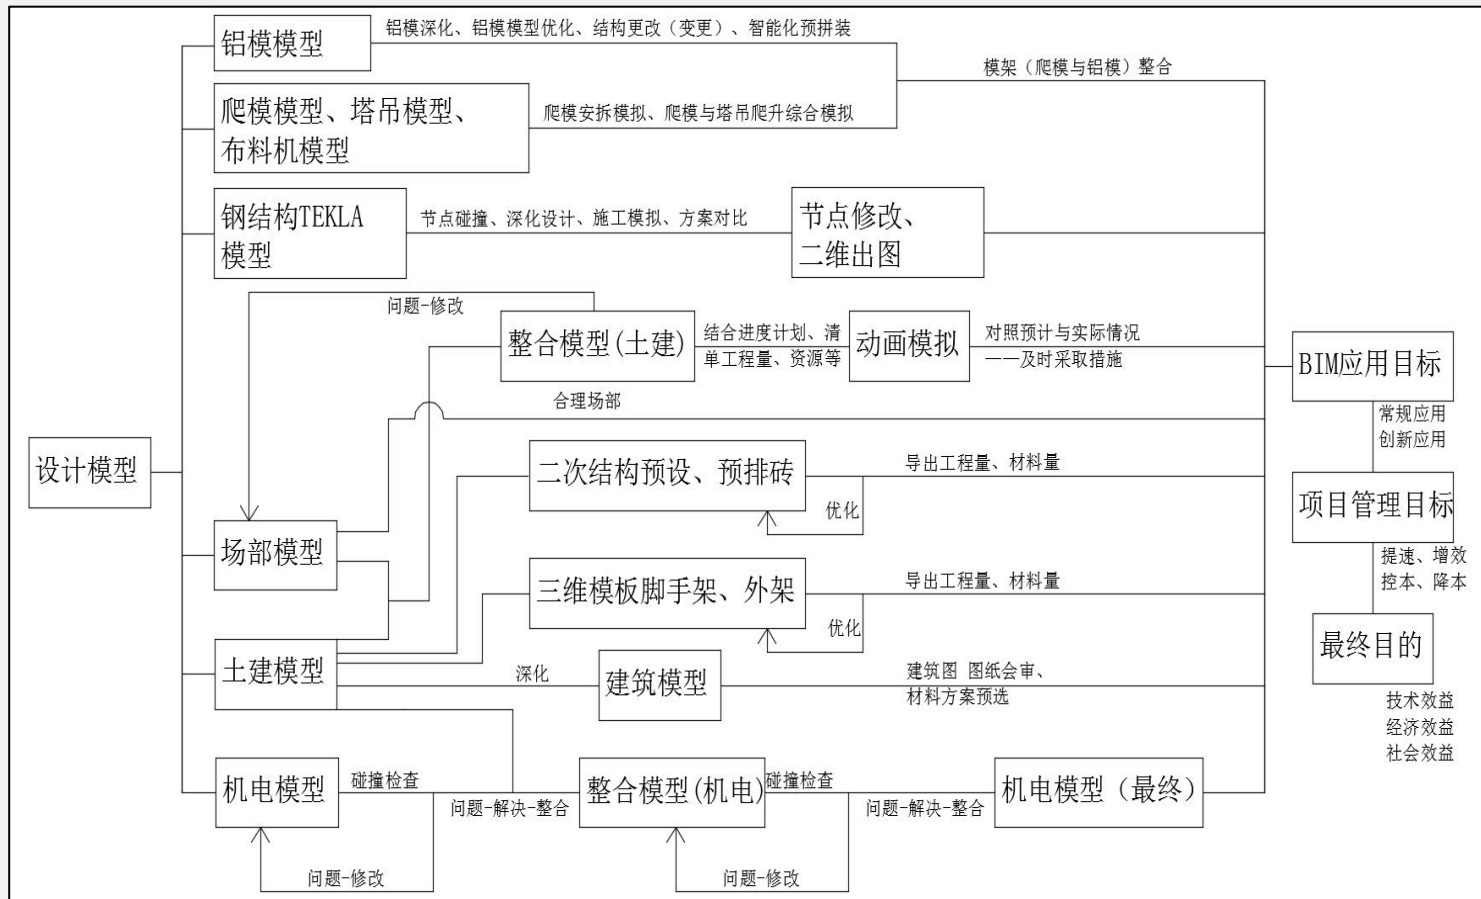 铝模模型
铝模深化、铝模模型优化、结构更改（变更）、智能化预拼装
模架（爬模与铝模）整合
爬模模型、塔吊模型、
布料机模型
爬模安拆模拟、爬模与塔吊爬升综合模拟
钢结构TEKLA
模型
节点碰撞、深化设计、施工模拟、方案对比
节点修改、
二维出图
问题-修改
整合模型(土建)
结合进度计划、清
单工程量、资源等
动画模拟
对照预计与实际情况
——及时采取措施
BIM应用目标
合理场部
常规应用
创新应用
设计模型
二次结构预设、预排砖
导出工程量、材料量
优化
项目管理目标
场部模型
提速、增效
控本、降本
三维模板脚手架、外架
导出工程量、材料量
优化
最终目的
土建模型
深化
建筑模型
建筑图 图纸会审、
材料方案预选
技术效益
经济效益
社会效益
机电模型
碰撞检查
问题-解决-整合
整合模型(机电)
碰撞检查
问题-解决-整合
机电模型（最终）
问题-修改
问题-修改